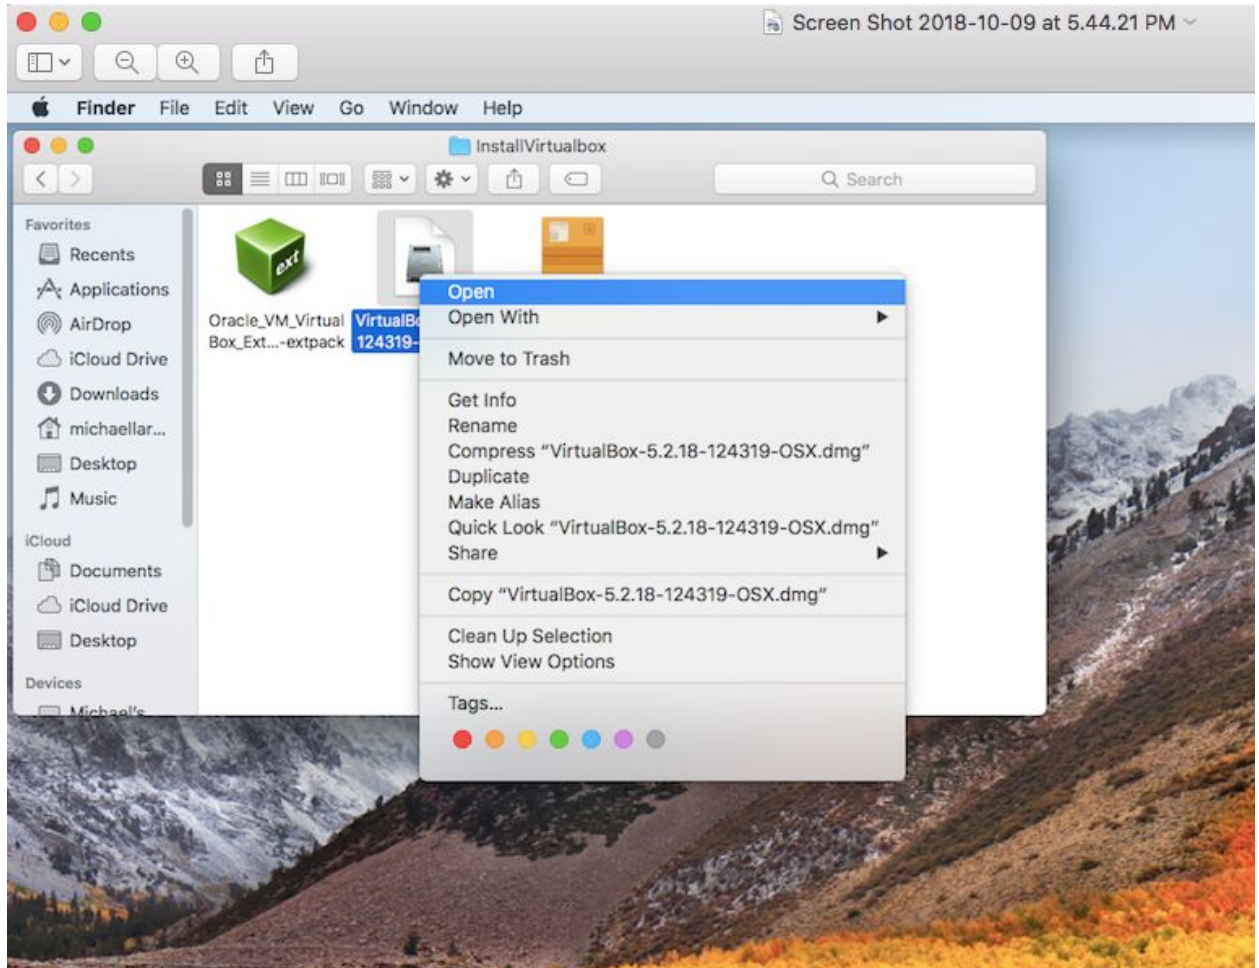 Screen Shot 2018-10-09 at 5.44.21 PM
Finder File Edit View Go Window Help
InstallVirtualbox
Search
Favorites
Recents
Applications
AirDrop
iCloud Drive
Downloads
michaellar...
Desktop
Music
iCloud
Documents
iCloud Drive
Desktop
Devices
Michael's
ext
Oracle_VM_Virtual
Box_Ext...-extpack
VirtualBo
124319-
Open
Open With
Move to Trash
Get Info
Rename
Compress “VirtualBox-5.2.18-124319-OSX.dmg”
Duplicate
Make Alias
Quick Look “VirtualBox-5.2.18-124319-OSX.dmg”
Share
Copy “VirtualBox-5.2.18-124319-OSX.dmg”
Clean Up Selection
Show View Options
Tags...